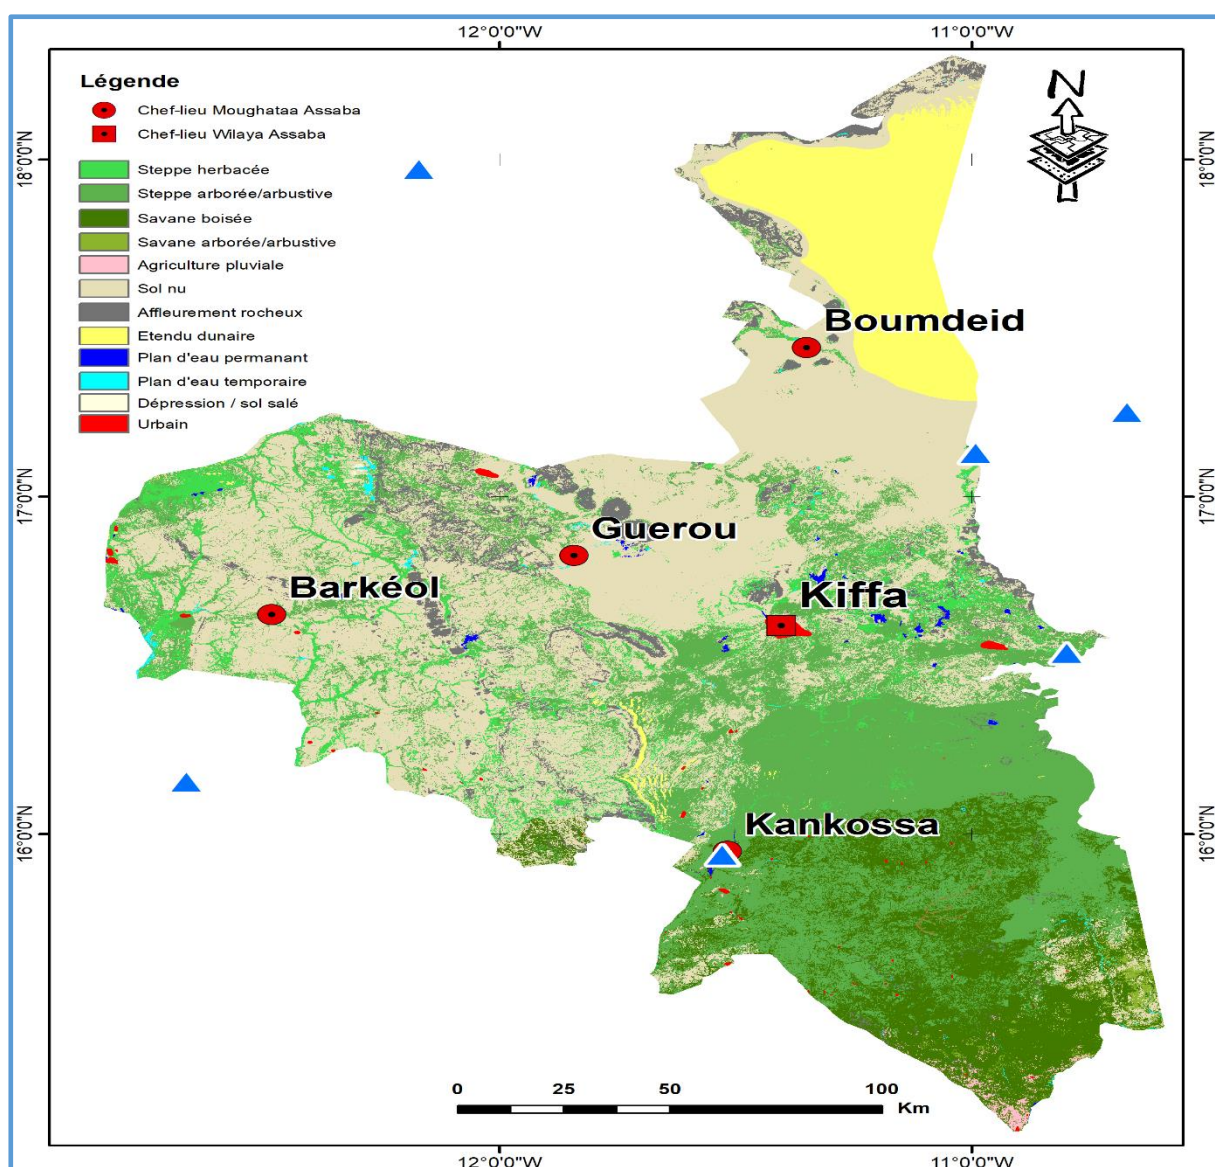 12°0'0"W 11°0'0"W
Légende
Chef-lieu Moughataa Assaba
Chef-lieu Wilaya Assaba
Steppe herbacée
Steppe arborée/arbustive
Savane boisée
Savane arborée/arbustive
Agriculture pluviale
Sol nu
Affleurement rocheux
Etendu dunaire
Plan d'eau permanant
Plan d'eau temporaire
Dépression / sol salé
Urbain
N
18°0'0"N 18°0'0"N
Boumdeid
17°0'0"N 17°0'0"N
Guerou
Barkéol
Kiffa
Kankossa
16°0'0"N 16°0'0"N
0 25 50 100
Km
12°0'0"W 11°0'0"W